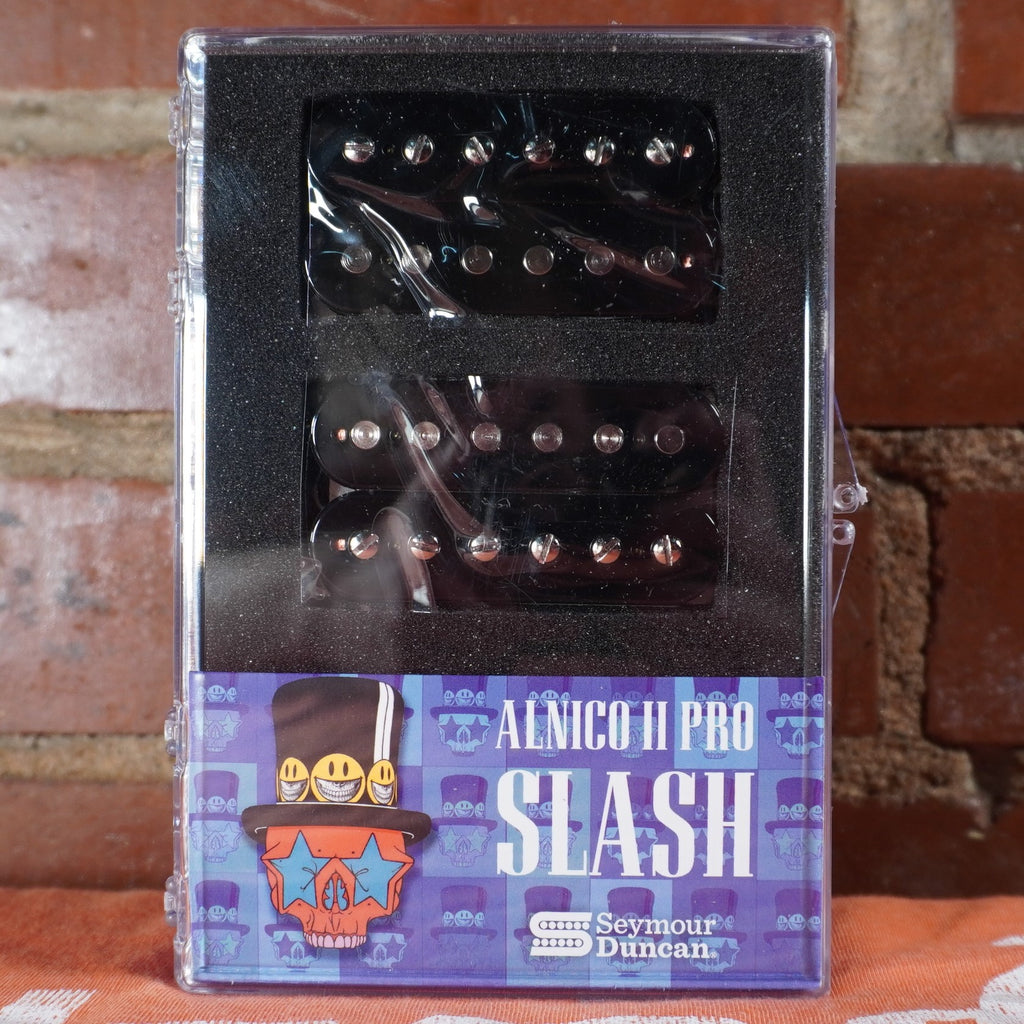 ALNICO II PRO
SLASH
Seymour
Duncan®